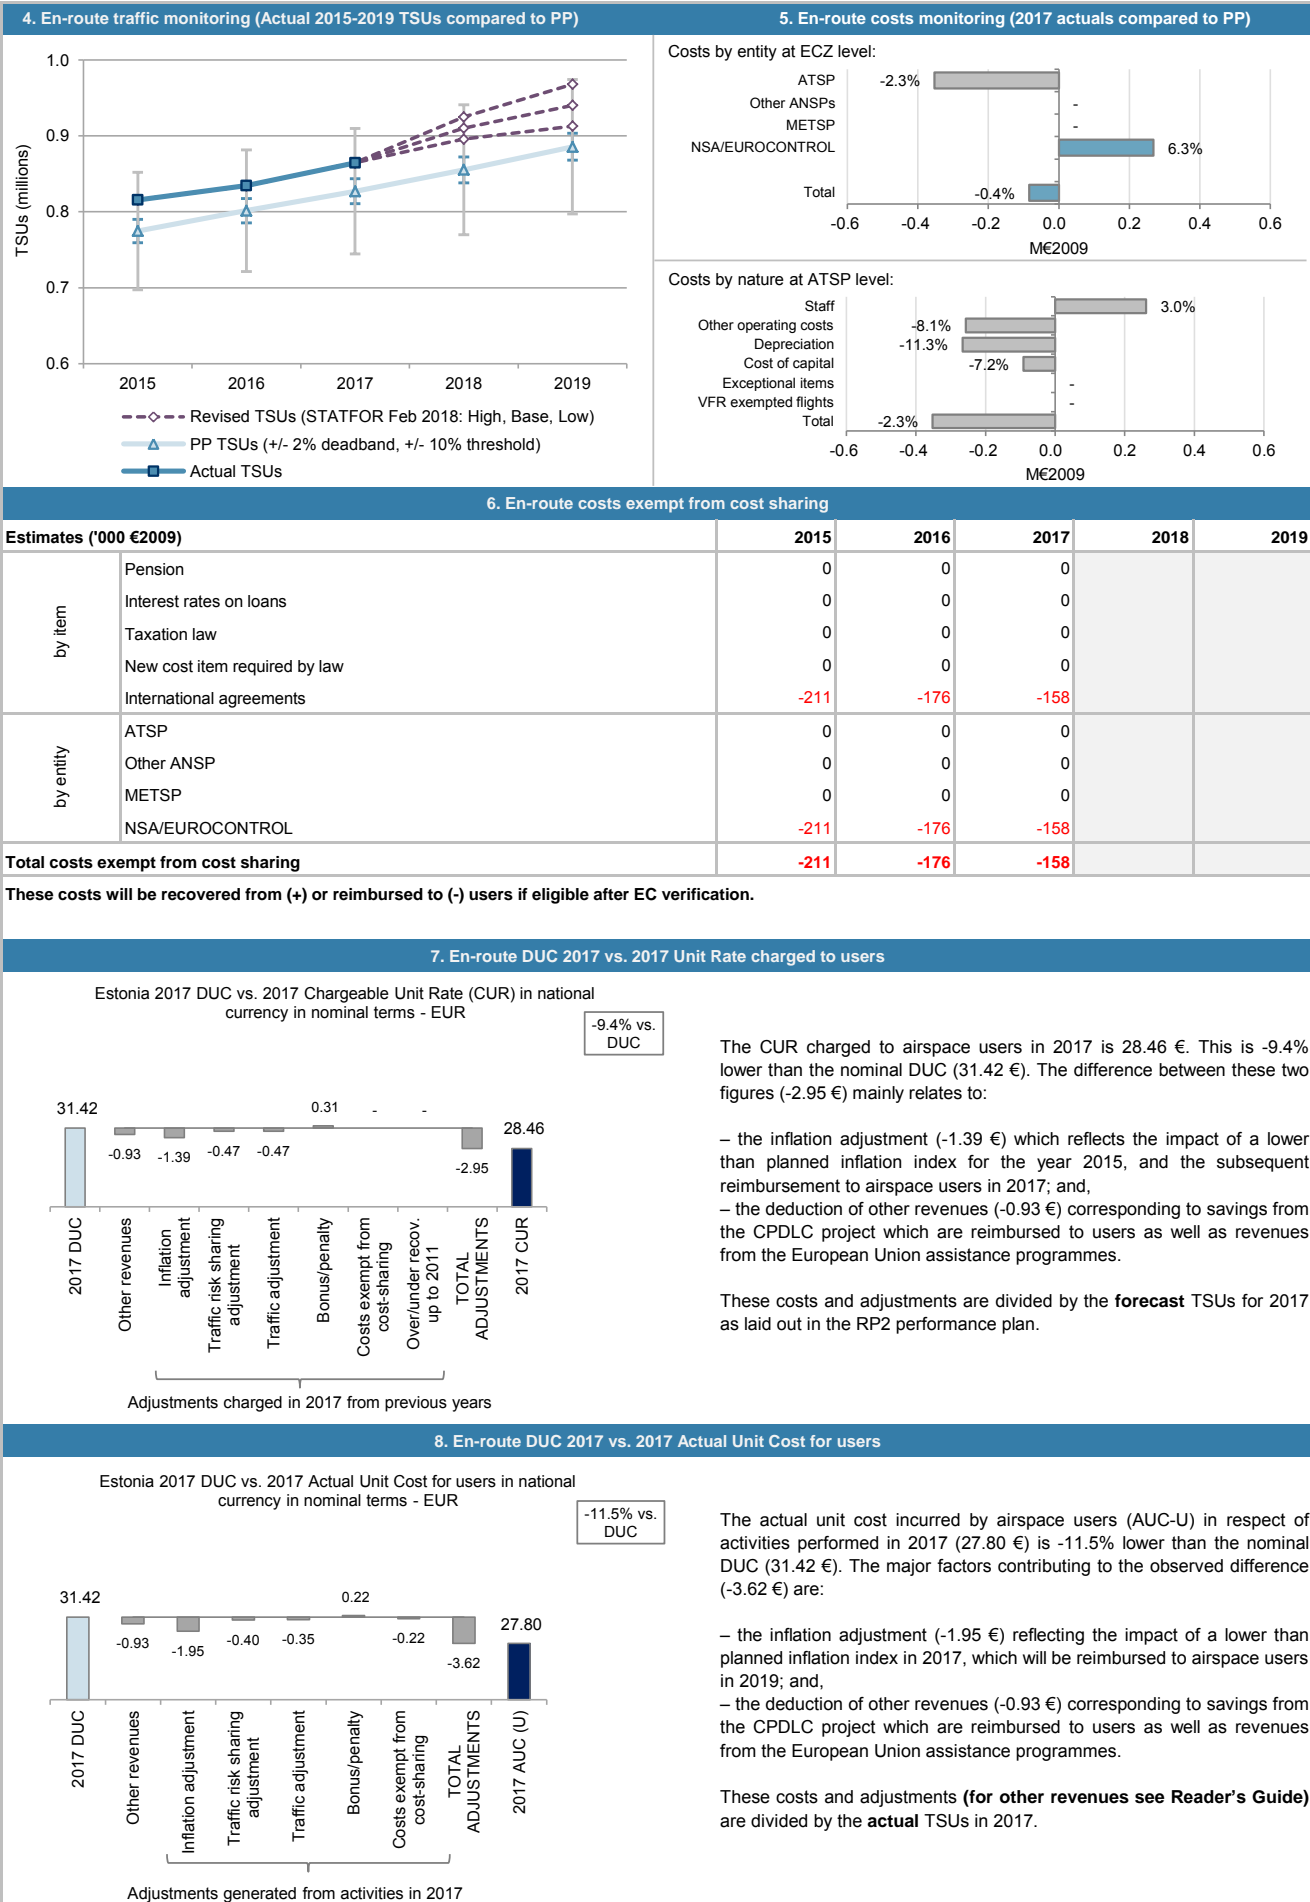 4. En-route traffic monitoring (Actual 2015-2019 TSUs compared to PP)
1.0
0.9
0.8
0.7
0.6
TSUs (millions)
2015 2016 2017 2018 2019
Revised TSUs (STATFOR Feb 2018: High, Base, Low)
PP TSUs (+/- 2% deadband, +/- 10% threshold)
Actual TSUs
5. En-route costs monitoring (2017 actuals compared to PP)
Costs by entity at ECZ level:
ATSP -2.3%
Other ANSPs -
METSP -
NSA/EUROCONTROL 6.3%
Total -0.4%
-0.6 -0.4 -0.2 0.0 0.2 0.4 0.6
M€2009
Costs by nature at ATSP level:
Staff 3.0%
Other operating costs -8.1%
Depreciation -11.3%
Cost of capital -7.2%
Exceptional items -
VFR exempted flights -
Total -2.3%
-0.6 -0.4 -0.2 0.0 0.2 0.4 0.6
M€2009
6. En-route costs exempt from cost sharing
Estimates ('000 €2009) 2015 2016 2017 2018 2019
by item
Pension 0 0 0
Interest rates on loans 0 0 0
Taxation law 0 0 0
New cost item required by law 0 0 0
International agreements -211 -176 -158
by entity
ATSP 0 0 0
Other ANSP 0 0 0
METSP 0 0 0
NSA/EUROCONTROL -211 -176 -158
Total costs exempt from cost sharing -211 -176 -158
These costs will be recovered from (+) or reimbursed to (-) users if eligible after EC verification.
7. En-route DUC 2017 vs. 2017 Unit Rate charged to users
Estonia 2017 DUC vs. 2017 Chargeable Unit Rate (CUR) in national
currency in nominal terms - EUR
-9.4% vs.
DUC
31.42 -0.93 -1.39 -0.47 -0.47 0.31 - - -2.95 28.46
2017 DUC
Other revenues
Inflation
adjustment
Traffic risk sharing
adjustment
Traffic adjustment
Bonus/penalty
Costs exempt from
cost-sharing
Over/under recov.
up to 2011
TOTAL
ADJUSTMENTS
2017 CUR
Adjustments charged in 2017 from previous years
The CUR charged to airspace users in 2017 is 28.46 €. This is -9.4%
lower than the nominal DUC (31.42 €). The difference between these two
figures (-2.95 €) mainly relates to:
– the inflation adjustment (-1.39 €) which reflects the impact of a lower
than planned inflation index for the year 2015, and the subsequent
reimbursement to airspace users in 2017; and,
– the deduction of other revenues (-0.93 €) corresponding to savings from
the CPDLC project which are reimbursed to users as well as revenues
from the European Union assistance programmes.
These costs and adjustments are divided by the forecast TSUs for 2017
as laid out in the RP2 performance plan.
8. En-route DUC 2017 vs. 2017 Actual Unit Cost for users
Estonia 2017 DUC vs. 2017 Actual Unit Cost for users in national
currency in nominal terms - EUR
-11.5% vs.
DUC
31.42 -0.93 -1.95 -0.40 -0.35 0.22 -0.22 -3.62 27.80
2017 DUC
Other revenues
Inflation adjustment
Traffic risk sharing
adjustment
Traffic adjustment
Bonus/penalty
Costs exempt from
cost-sharing
TOTAL
ADJUSTMENTS
2017 AUC (U)
Adjustments generated from activities in 2017
The actual unit cost incurred by airspace users (AUC-U) in respect of
activities performed in 2017 (27.80 €) is -11.5% lower than the nominal
DUC (31.42 €). The major factors contributing to the observed difference
(-3.62 €) are:
– the inflation adjustment (-1.95 €) reflecting the impact of a lower than
planned inflation index in 2017, which will be reimbursed to airspace users
in 2019; and,
– the deduction of other revenues (-0.93 €) corresponding to savings from
the CPDLC project which are reimbursed to users as well as revenues
from the European Union assistance programmes.
These costs and adjustments (for other revenues see Reader's Guide)
are divided by the actual TSUs in 2017.